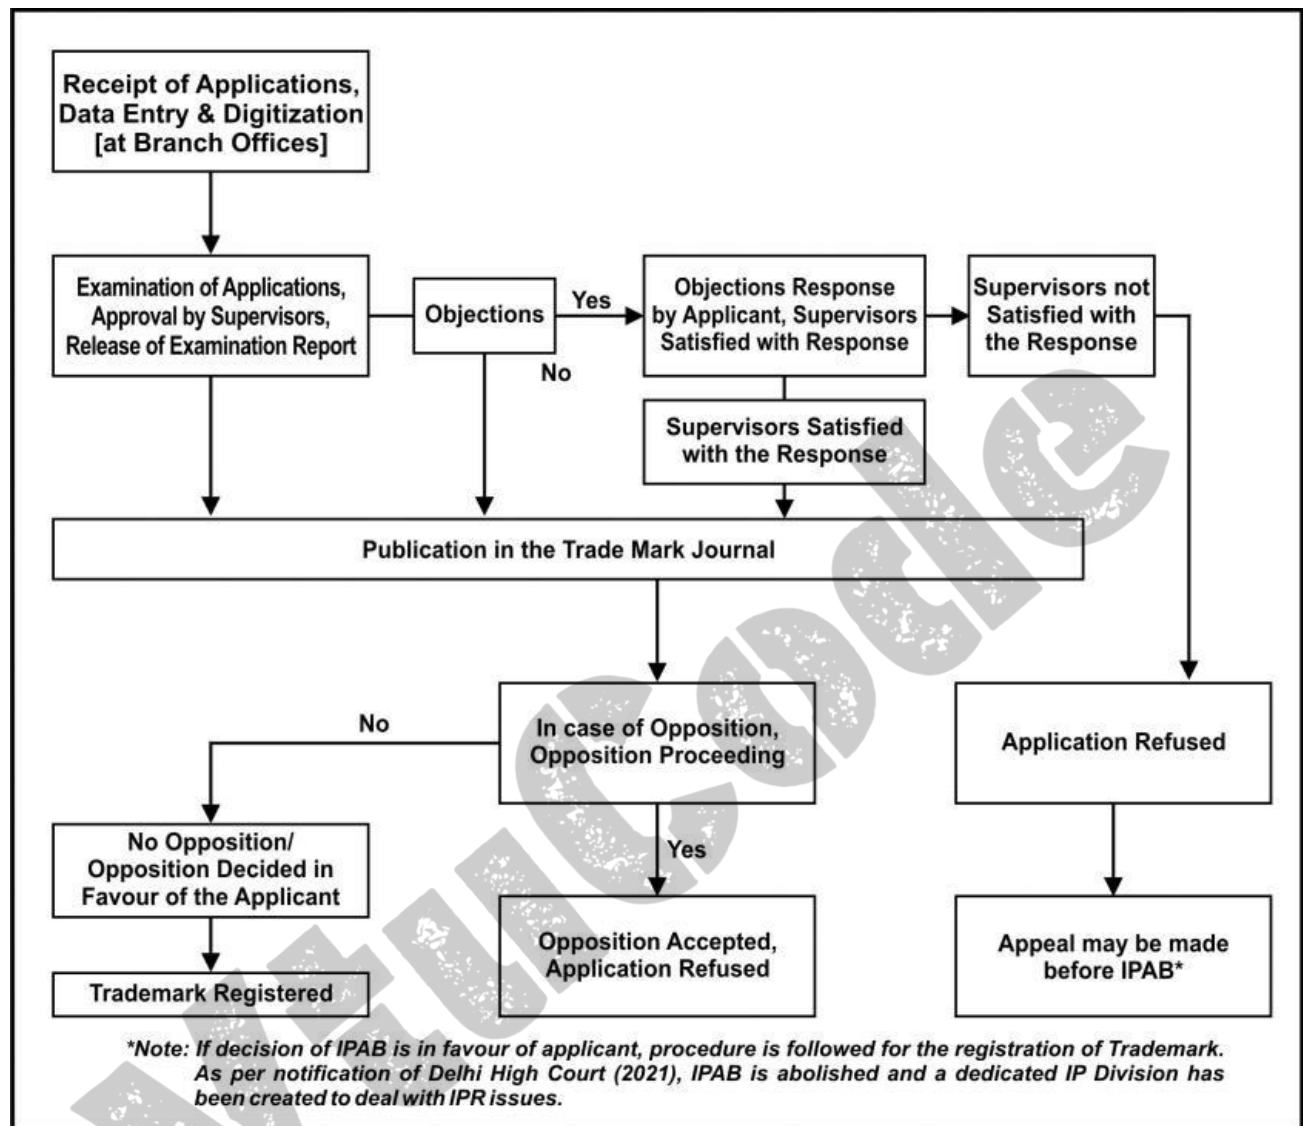 Receipt of Applications,
Data Entry & Digitization
[at Branch Offices]
Examination of Applications,
Approval by Supervisors,
Release of Examination Report
Objections
Yes
No
Objections Response
by Applicant, Supervisors
Satisfied with Response
Supervisors not
Satisfied with
the Response
Supervisors Satisfied
with the Response
Publication in the Trade Mark Journal
No
In case of Opposition,
Opposition Proceeding
Application Refused
No Opposition/
Opposition Decided in
Favour of the Applicant
Yes
Trademark Registered
Opposition Accepted,
Application Refused
Appeal may be made
before IPAB*
*Note: If decision of IPAB is in favour of applicant, procedure is followed for the registration of Trademark.
As per notification of Delhi High Court (2021), IPAB is abolished and a dedicated IP Division has
been created to deal with IPR issues.
vtucode